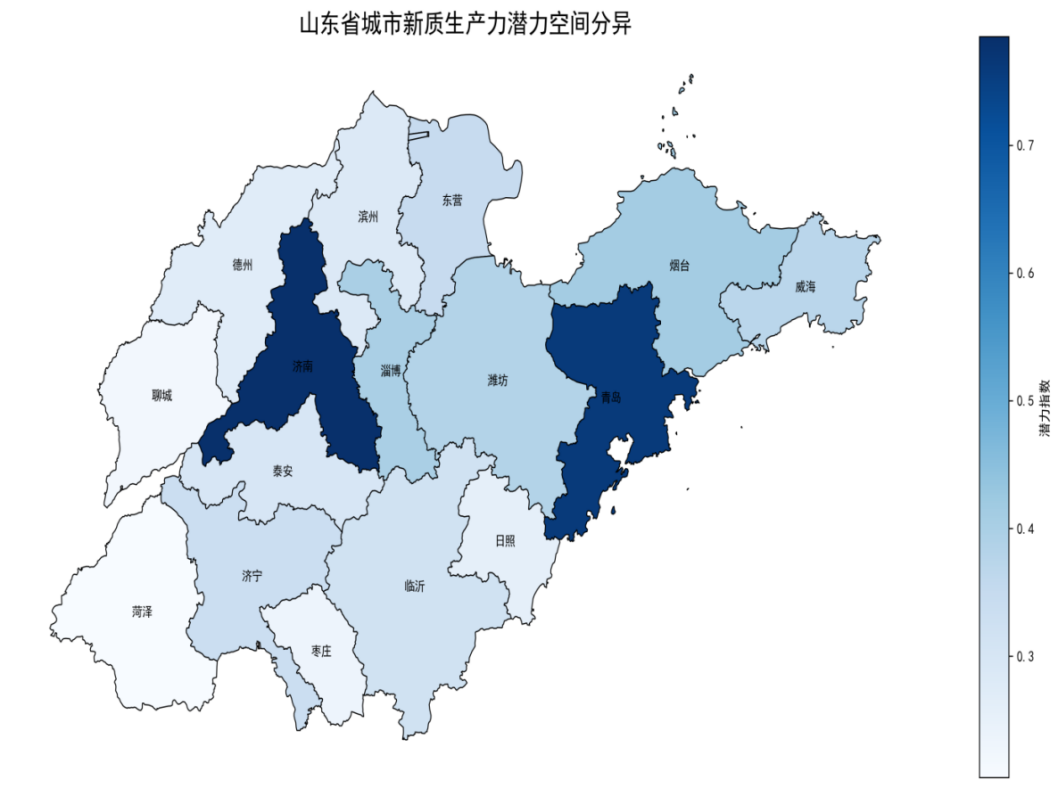 山东省城市新质生产力潜力空间分异
滨州
东营
德州
烟台
威海
济南
淄博
潍坊
聊城
青岛
泰安
日照
济宁
临沂
菏泽
枣庄
0.7
0.6
0.5
0.4
0.3
潜力指数